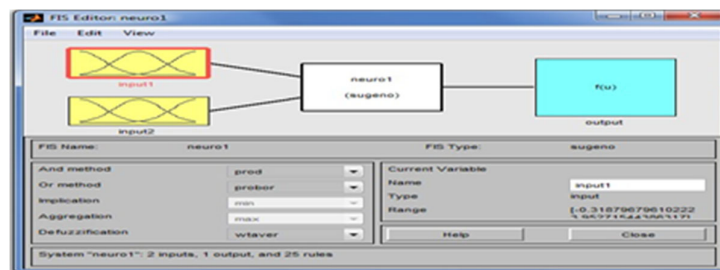 FIS Editor: neuro1
File Edit View
input1
input2
neuro1
(sugeno)
f(u)
output
FIS Name: neuro1 FIS Type: sugeno
And method prod
Or method probor
Implication min
Aggregation max
Defuzzification wtaver
Current Variable
Name input1
Type input
Range
Help Close
System "neuro1": 2 inputs, 1 output, and 25 rules